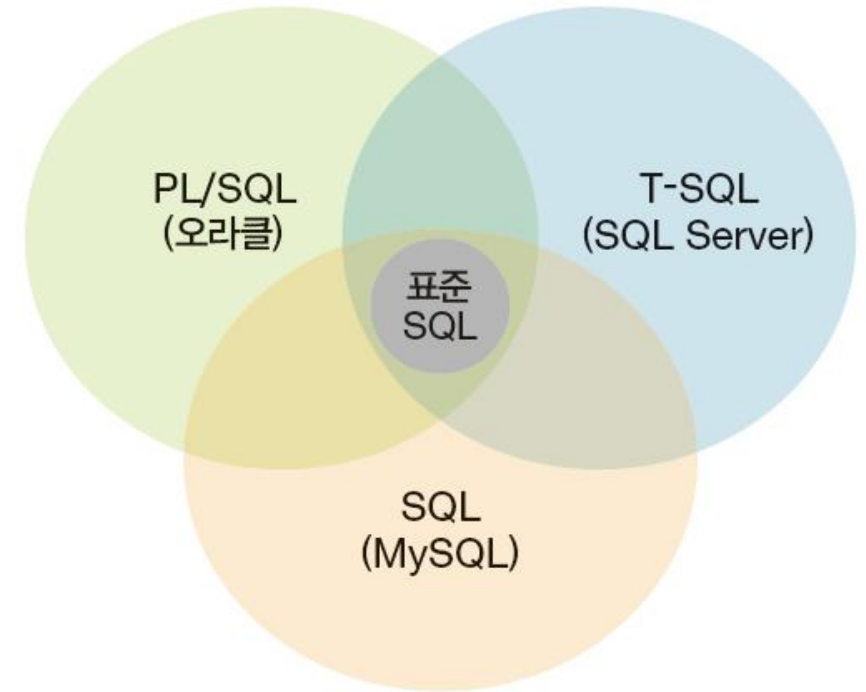 PL/SQL
(오라클)
T-SQL
(SQL Server)
표준
SQL
SQL
(MySQL)